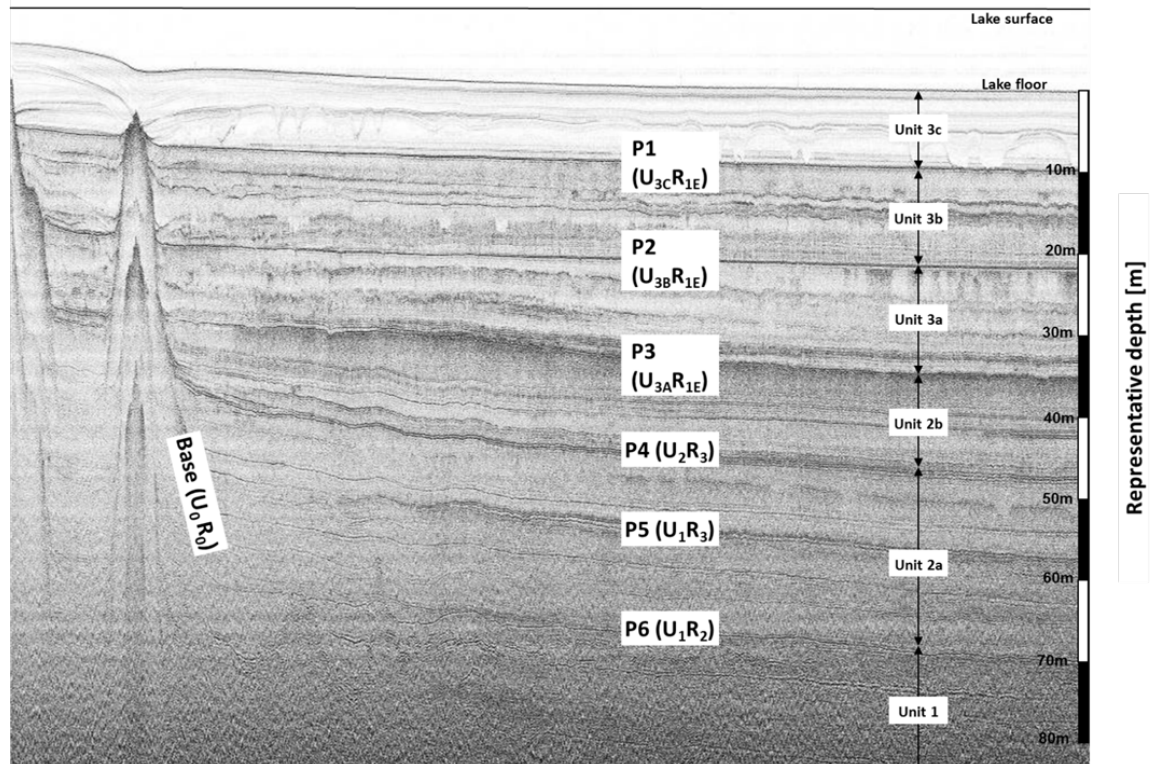 Lake surface
Lake floor
Unit 3c
P1
(U3CR1E)
10m
Unit 3b
P2
(U3BR1E)
20m
Unit 3a
30m
P3
(U3AR1E)
40m
Unit 2b
P4 (U2R3)
Base (U0 R0)
50m
P5 (U1R3)
Unit 2a
60m
P6 (U1R2)
70m
Unit 1
80m
Representative depth [m]